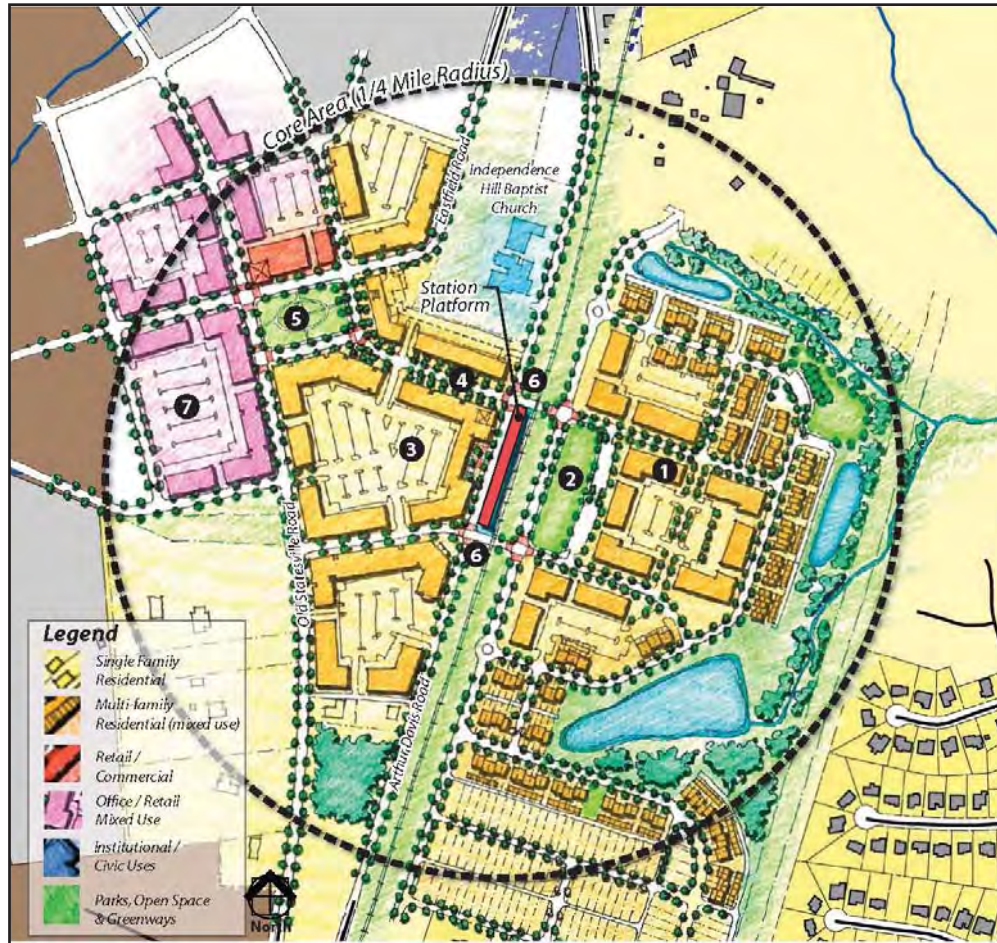 Core Area (1/4 Mile Radius)
Eastfield Road
Independence
Hill Baptist
Church
Station
Platform
5
4
6
7
3
2
1
6
Old Statesville Road
Arthur Davis Road
Legend
Single Family
Residential
Multi-family
Residential (mixed use)
Retail /
Commercial
Office / Retail
Mixed Use
Institutional /
Civic Uses
Parks, Open Space
& Greenways
North